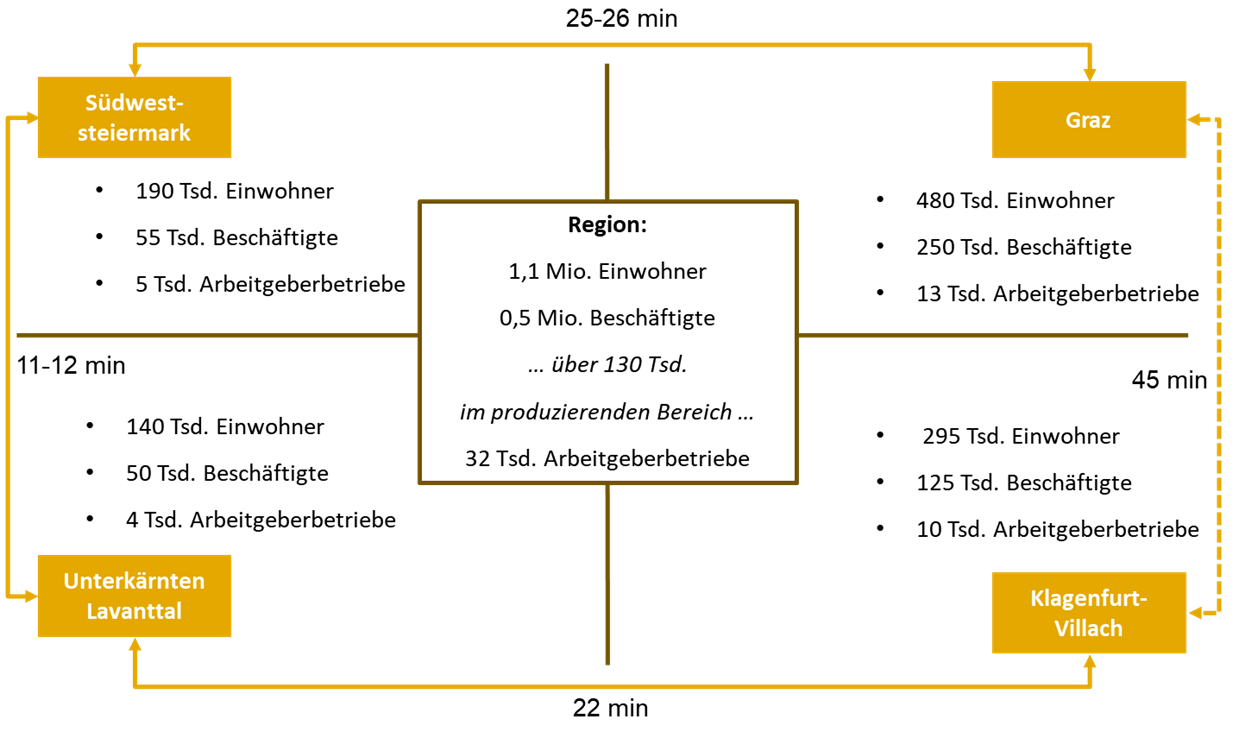 25-26 min
Südwest-
steiermark
Graz
• 190 Tsd. Einwohner
• 55 Tsd. Beschäftigte
• 5 Tsd. Arbeitgeberbetriebe
• 480 Tsd. Einwohner
• 250 Tsd. Beschäftigte
• 13 Tsd. Arbeitgeberbetriebe
Region:
1,1 Mio. Einwohner
0,5 Mio. Beschäftigte
... über 130 Tsd.
im produzierenden Bereich ...
32 Tsd. Arbeitgeberbetriebe
11-12 min
45 min
• 140 Tsd. Einwohner
• 50 Tsd. Beschäftigte
• 4 Tsd. Arbeitgeberbetriebe
• 295 Tsd. Einwohner
• 125 Tsd. Beschäftigte
• 10 Tsd. Arbeitgeberbetriebe
Unterkärnten
Lavanttal
Klagenfurt-
Villach
22 min